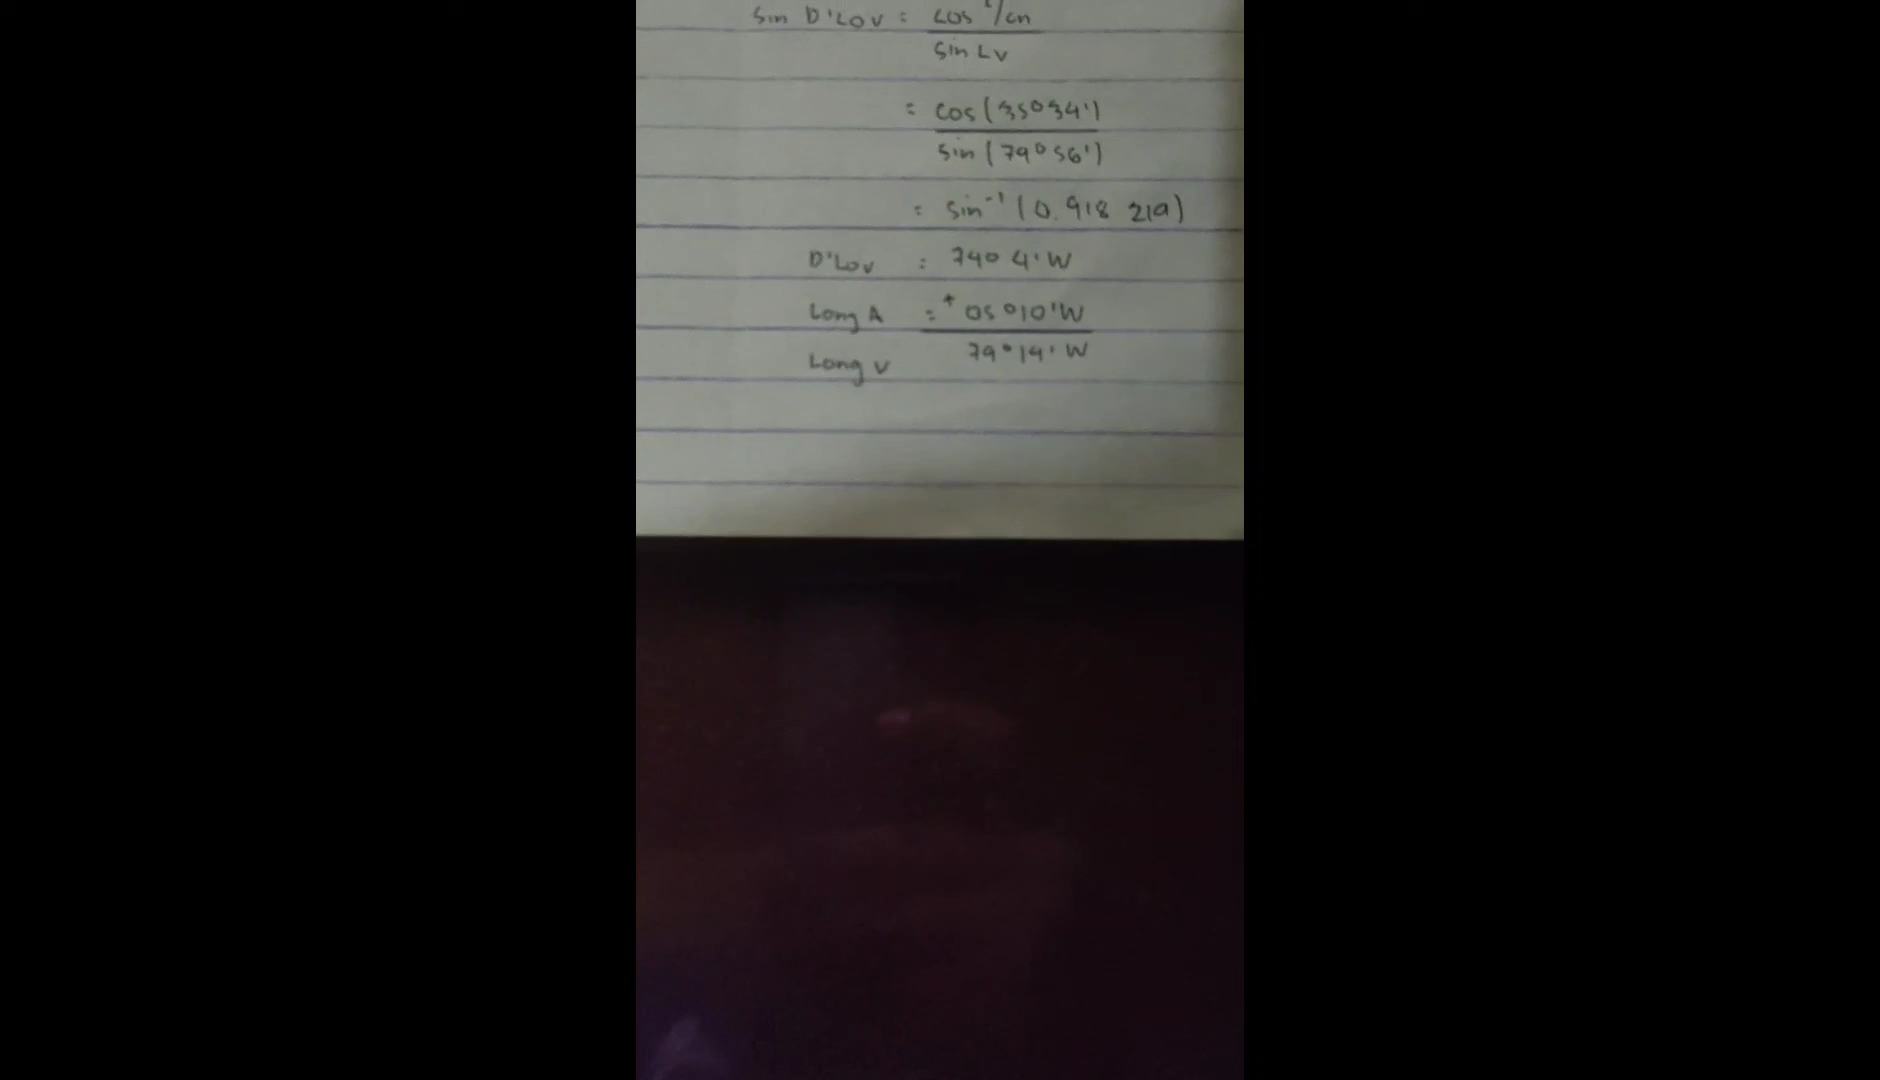 Sin D'Lov = cos I/cn
sin Lv
= cos (35°34')
sin (79°56')
= sin⁻¹ (0.918 219)
D'Lov = 74° 4' W
Long A = + 05°10'W
Long v 79°14' W